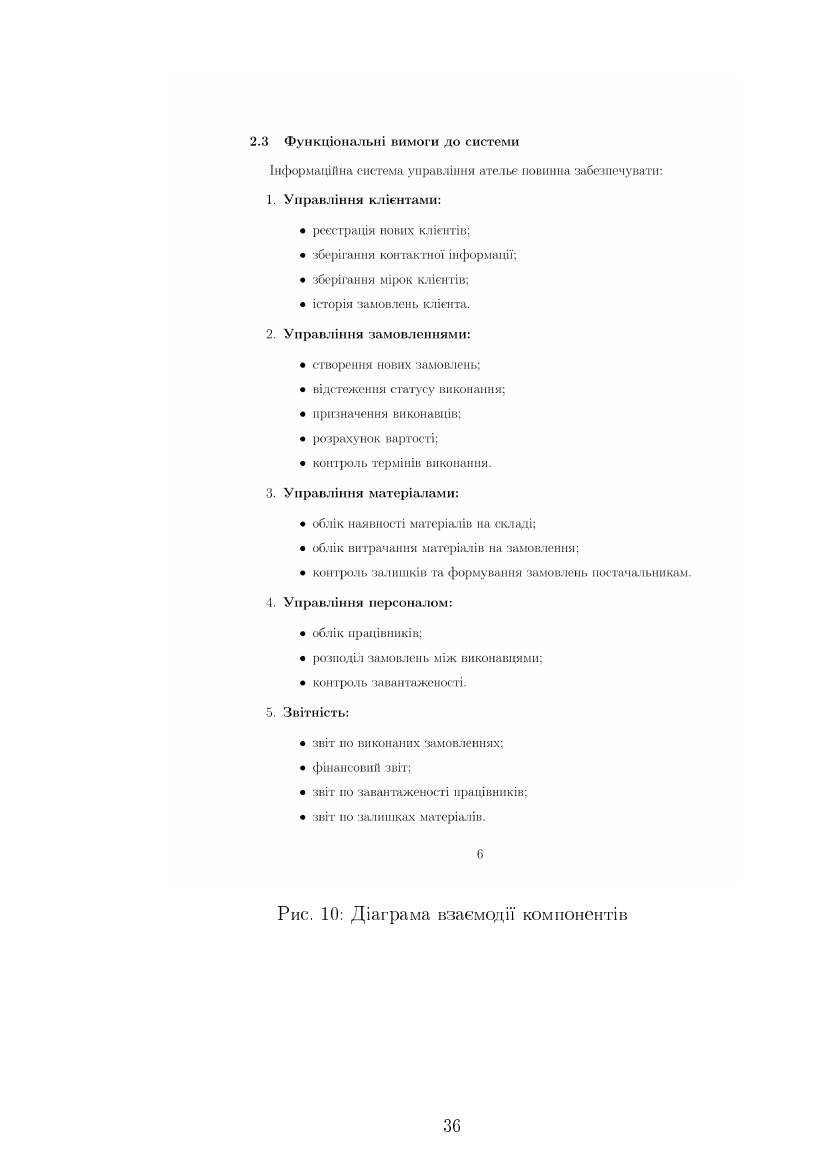 2.3 Функціональні вимоги до системи
Інформаційна система управління ательє повинна забезпечувати:
1. Управління клієнтами:
• реєстрація нових клієнтів;
• зберігання контактної інформації;
• зберігання мірок клієнтів;
• історія замовлень клієнта.
2. Управління замовленнями:
• створення нових замовлень;
• відстеження статусу виконання;
• призначення виконавців;
• розрахунок вартості;
• контроль термінів виконання.
3. Управління матеріалами:
• облік наявності матеріалів на складі;
• облік витрачання матеріалів на замовлення;
• контроль залишків та формування замовлень постачальникам.
4. Управління персоналом:
• облік працівників;
• розподіл замовлень між виконавцями;
• контроль завантаженості.
5. Звітність:
• звіт по виконаних замовленнях;
• фінансовий звіт;
• звіт по завантаженості працівників;
• звіт по залишках матеріалів.
6
Рис. 10: Діаграма взаємодії компонентів
36